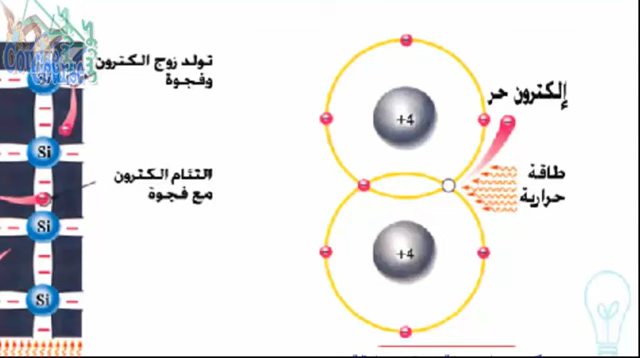 تولد زوج الكترون
وفجوة
Si
التئام الكترون
مع فجوة
Si
Si
إلكترون حر
+4
طاقة
حرارية
+4